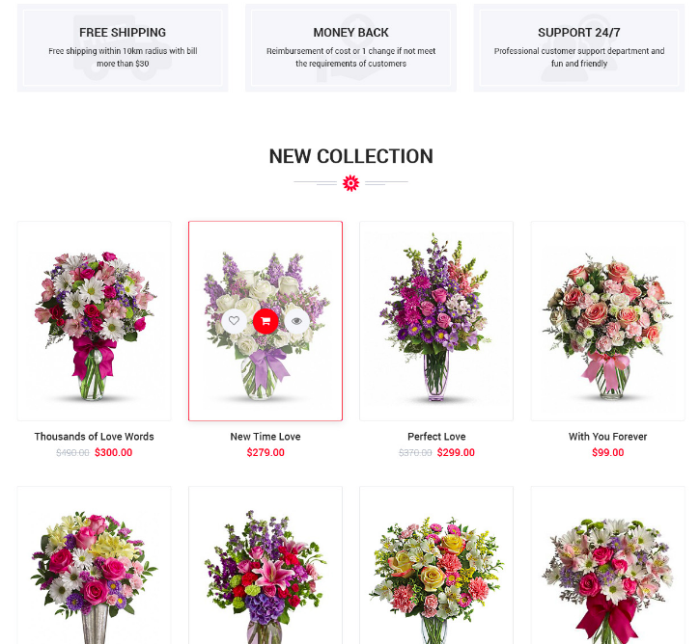 FREE SHIPPING
Free shipping within 10km radius with bill
more than $30
MONEY BACK
Reimbursement of cost or 1 change if not meet
the requirements of customers
SUPPORT 24/7
Professional customer support department and
fun and friendly
NEW COLLECTION
Thousands of Love Words
$490.00 $300.00
New Time Love
$279.00
Perfect Love
$370.00 $299.00
With You Forever
$99.00